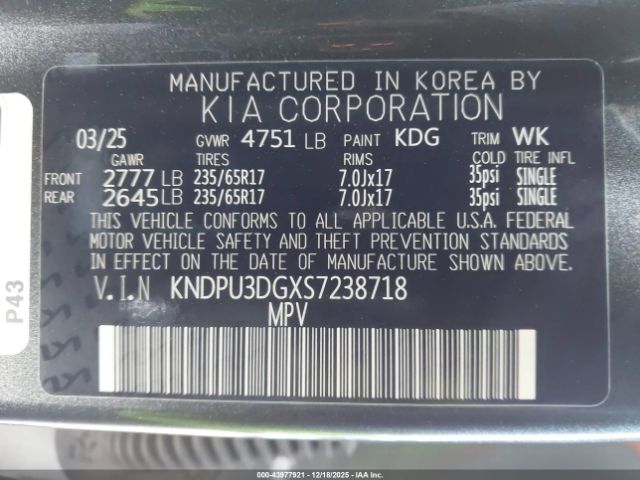 MANUFACTURED IN KOREA BY
KIA CORPORATION
03/25 GVWR 4751 LB PAINT KDG TRIM WK
GAWR TIRES RIMS COLD TIRE INFL
FRONT 2777 LB 235/65R17 7.0Jx17 35psi SINGLE
REAR 2645 LB 235/65R17 7.0Jx17 35psi SINGLE
THIS VEHICLE CONFORMS TO ALL APPLICABLE U.S.A. FEDERAL
MOTOR VEHICLE SAFETY AND THEFT PREVENTION STANDARDS
IN EFFECT ON THE DATE OF MANUFACTURE SHOWN ABOVE.
V.I.N KNDPU3DGXS7238718
MPV
P43
000-43977921 - 12/18/2025 - IAA Inc.